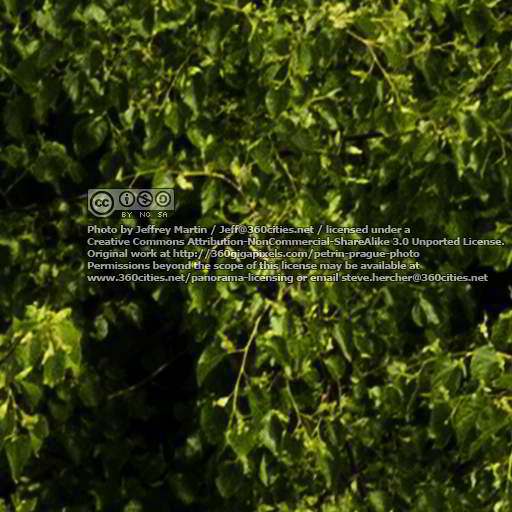 cc
BY NC SA
Photo by Jeffrey Martin / Jeff@360cities.net / licensed under a
Creative Commons Attribution-NonCommercial-ShareAlike 3.0 Unported License.
Original work at http://360gigapixels.com/petrin-prague-photo
Permissions beyond the scope of this license may be available at
www.360cities.net/panorama-licensing or email steve.hercher@360cities.net